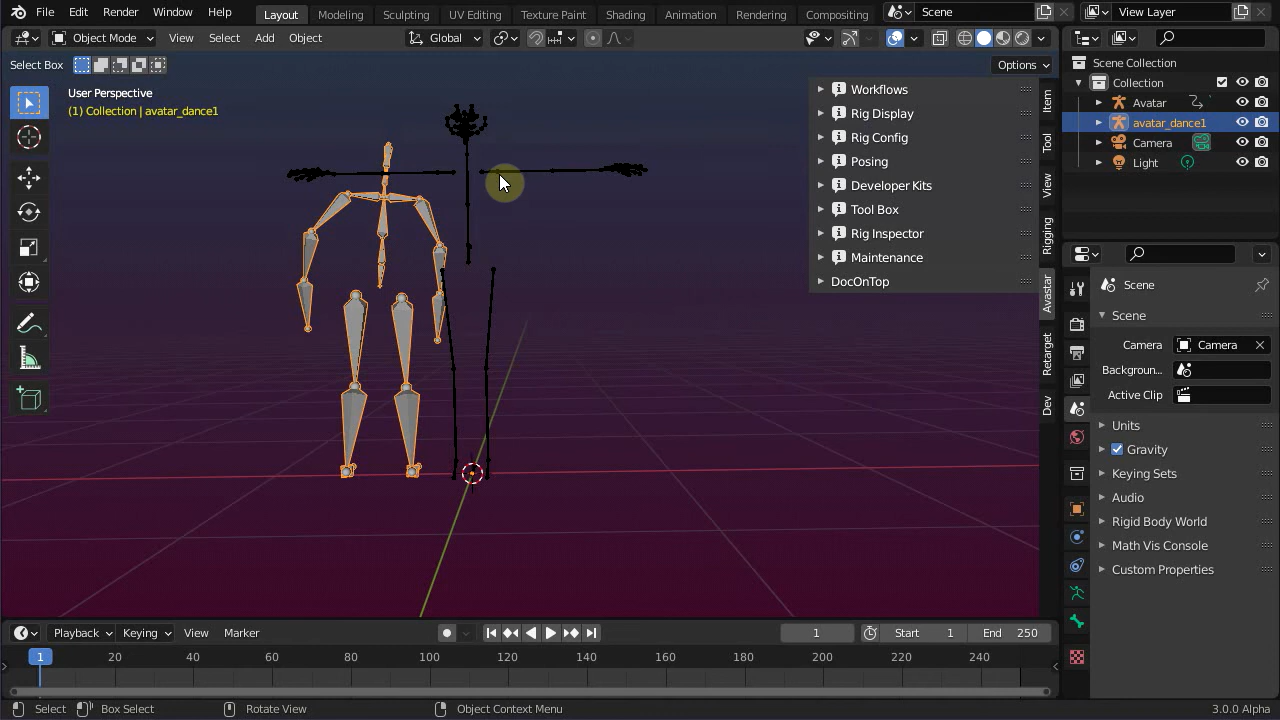 File Edit Render Window Help Layout Modeling Sculpting UV Editing Texture Paint Shading Animation Rendering Compositing Scene View Layer
Object Mode View Select Add Object Global
Select Box Options
User Perspective
(1) Collection | avatar_dance1
Workflows
Rig Display
Rig Config
Posing
Developer Kits
Tool Box
Rig Inspector
Maintenance
DocOnTop
Item
Tool
View
Rigging
Avastar
Retarget
Dev
Scene Collection
Collection
Avatar
avatar_dance1
Camera
Light
Scene
Scene
Camera Camera
Backgroun...
Active Clip
Units
Gravity
Keying Sets
Audio
Rigid Body World
Math Vis Console
Custom Properties
Playback Keying View Marker 1 Start 1 End 250
1 20 40 60 80 100 120 140 160 180 200 220 240
Select Box Select Rotate View Object Context Menu 3.0.0 Alpha